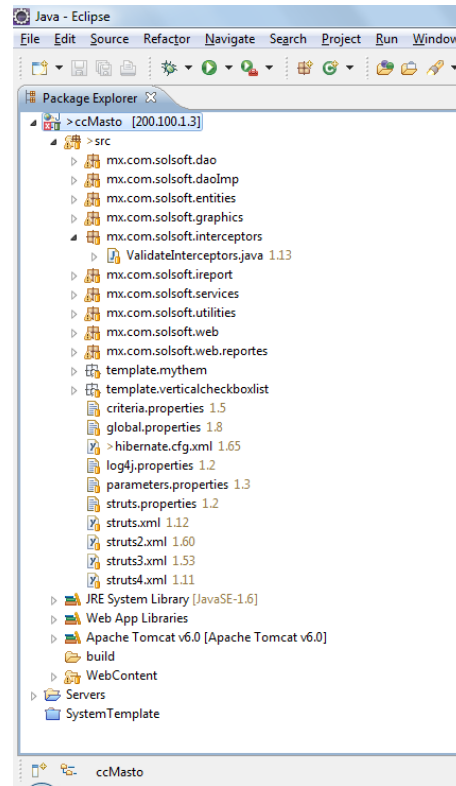 Java - Eclipse
File Edit Source Refactor Navigate Search Project Run Window
Package Explorer
>ccMasto [200.100.1.3]
>src
mx.com.solsoft.dao
mx.com.solsoft.daoImp
mx.com.solsoft.entities
mx.com.solsoft.graphics
mx.com.solsoft.interceptors
ValidateInterceptors.java 1.13
mx.com.solsoft.ireport
mx.com.solsoft.services
mx.com.solsoft.utilities
mx.com.solsoft.web
mx.com.solsoft.web.reportes
template.mythem
template.verticalcheckboxlist
criteria.properties 1.5
global.properties 1.8
>hibernate.cfg.xml 1.65
log4j.properties 1.2
parameters.properties 1.3
struts.properties 1.2
struts.xml 1.12
struts2.xml 1.60
struts3.xml 1.53
struts4.xml 1.11
JRE System Library [JavaSE-1.6]
Web App Libraries
Apache Tomcat v6.0 [Apache Tomcat v6.0]
build
WebContent
Servers
SystemTemplate
ccMasto